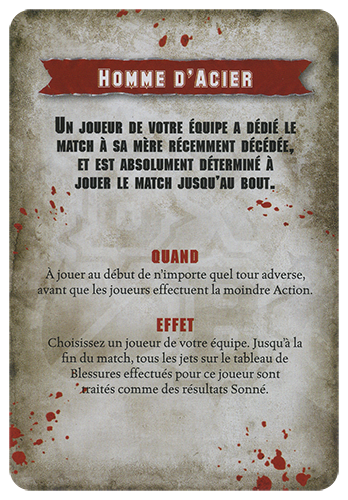 HOMME D'ACIER
UN JOUEUR DE VOTRE ÉQUIPE A DÉDIÉ LE
MATCH À SA MÈRE RÉCEMMENT DÉCÉDÉE,
ET EST ABSOLUMENT DÉTERMINÉ À
JOUER LE MATCH JUSQU'AU BOUT.
QUAND
À jouer au début de n'importe quel tour adverse,
avant que les joueurs effectuent la moindre Action.
EFFET
Choisissez un joueur de votre équipe. Jusqu'à la
fin du match, tous les jets sur le tableau de
Blessures effectués pour ce joueur sont
traités comme des résultats Sonné.